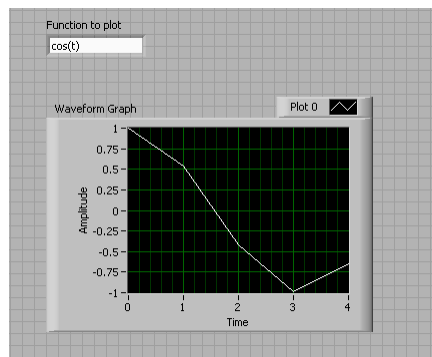 Function to plot
cos(t)
Waveform Graph
Plot 0
Amplitude
1
0.75
0.5
0.25
0
-0.25
-0.5
-0.75
-1
0 1 2 3 4
Time